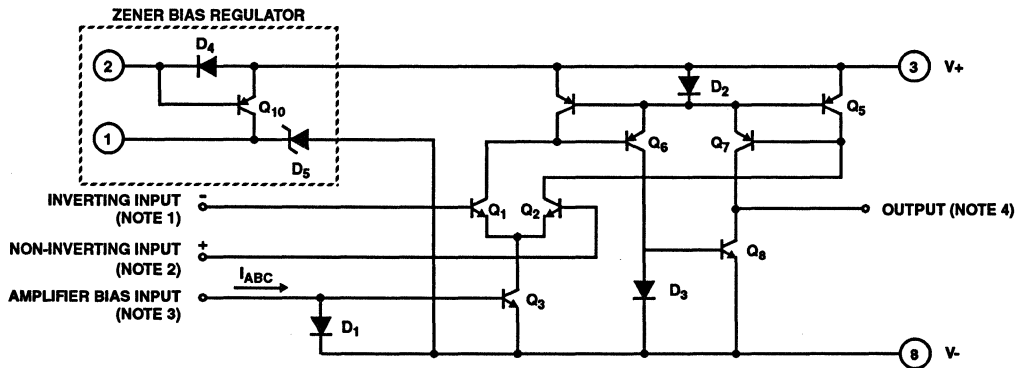 ZENER BIAS REGULATOR
2
D4
3
V+
D2
Q10
Q5
1
Q6
Q7
D5
INVERTING INPUT
(NOTE 1)
-
Q1
Q2
OUTPUT (NOTE 4)
NON-INVERTING INPUT
(NOTE 2)
+
Q8
AMPLIFIER BIAS INPUT
(NOTE 3)
IABC
Q3
D3
D1
8
V-